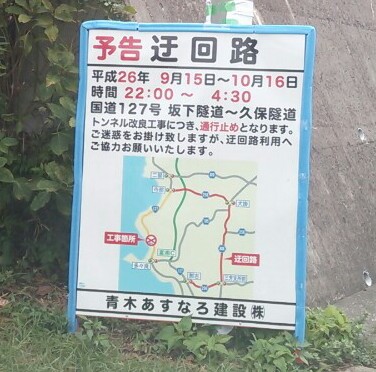 予告 迂回路
平成26年 9月15日～10月16日
時間 22:00 ～ 4:30
国道127号 坂下隧道～久保隧道
トンネル改良工事につき、通行止めとなります。
ご迷惑をお掛け致しますが、迂回路利用へ
ご協力お願いいたします。
工事箇所
迂回路
青木あすなろ建設㈱